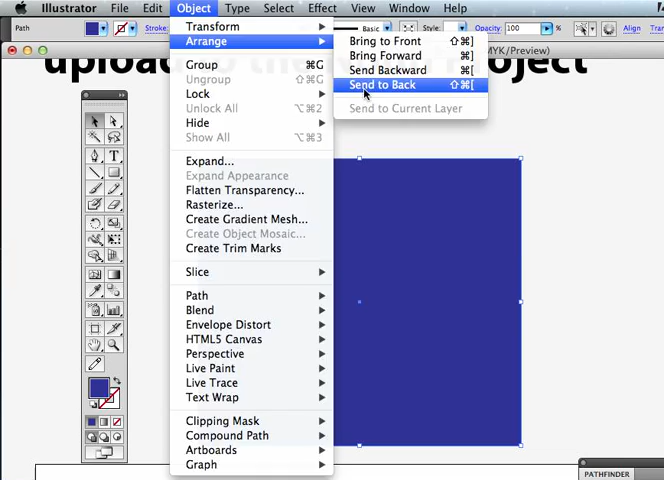 Illustrator File Edit Object Type Select Effect View Window Help
Path Stroke: Basic Style: Opacity: 100 Align Transform
MYK/Preview)
upload to project
Transform
Arrange
Group ⌘G
Ungroup ⇧⌘G
Lock
Unlock All ⌥⌘2
Hide
Show All ⌥⌘3
Expand...
Expand Appearance
Flatten Transparency...
Rasterize...
Create Gradient Mesh...
Create Object Mosaic...
Create Trim Marks
Slice
Path
Blend
Envelope Distort
HTML5 Canvas
Perspective
Live Paint
Live Trace
Text Wrap
Clipping Mask
Compound Path
Artboards
Graph
Bring to Front ⇧⌘]
Bring Forward ⌘]
Send Backward ⌘[
Send to Back ⇧⌘[
Send to Current Layer
PATHFINDER